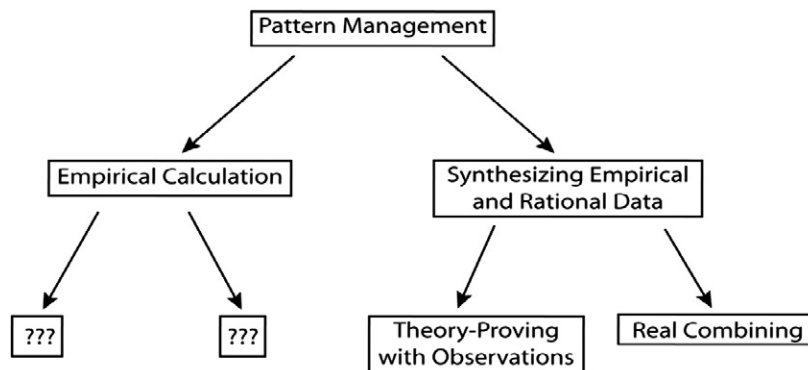 Pattern Management
Empirical Calculation
Synthesizing Empirical
and Rational Data
???
???
Theory-Proving
with Observations
Real Combining